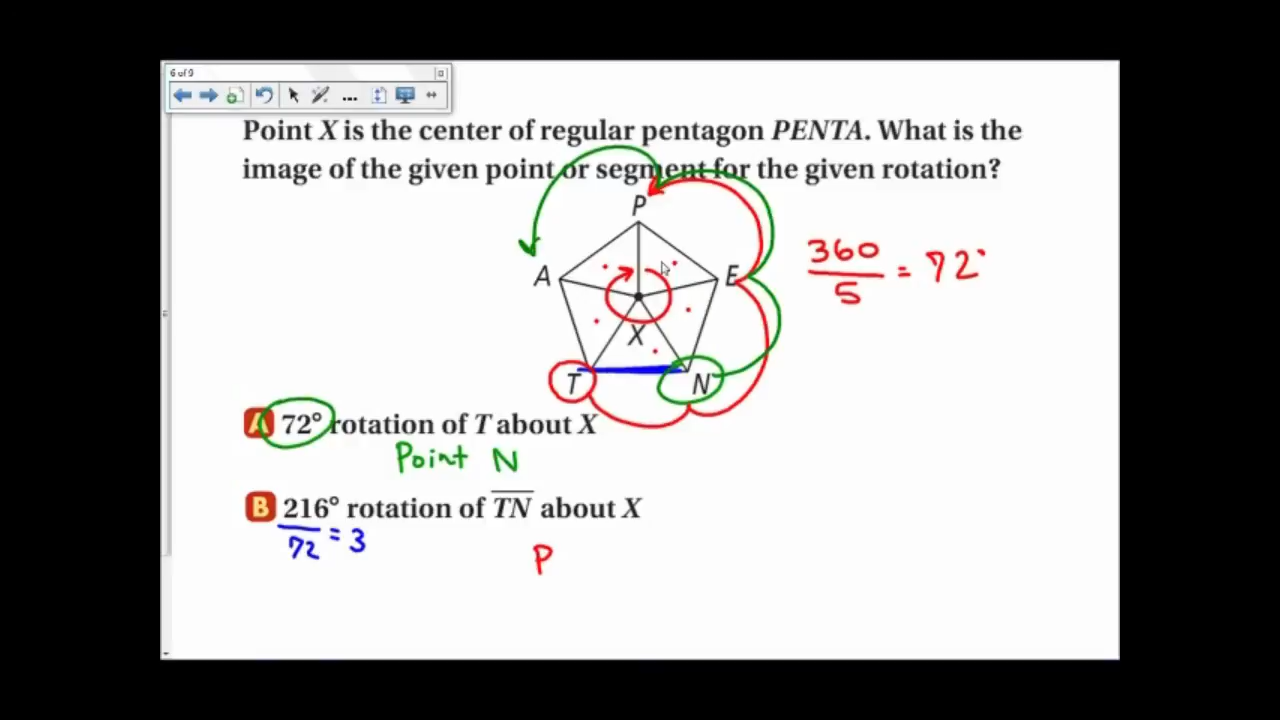 6 of 9
Point X is the center of regular pentagon PENTA. What is the
image of the given point or segment for the given rotation?
P
A
E
X
T
N
360
5
= 72°
A 72° rotation of T about X
Point N
B 216° rotation of TN about X
72 = 3
P